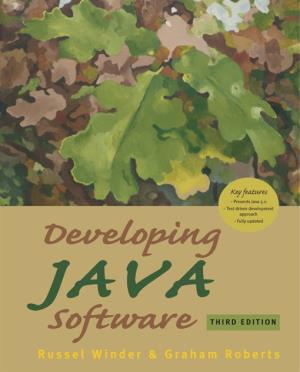 Key features
• Presents Java 5.0
• Test driven development
approach
• Fully updated
Developing
JAVA
Software
THIRD EDITION
Russel Winder & Graham Roberts